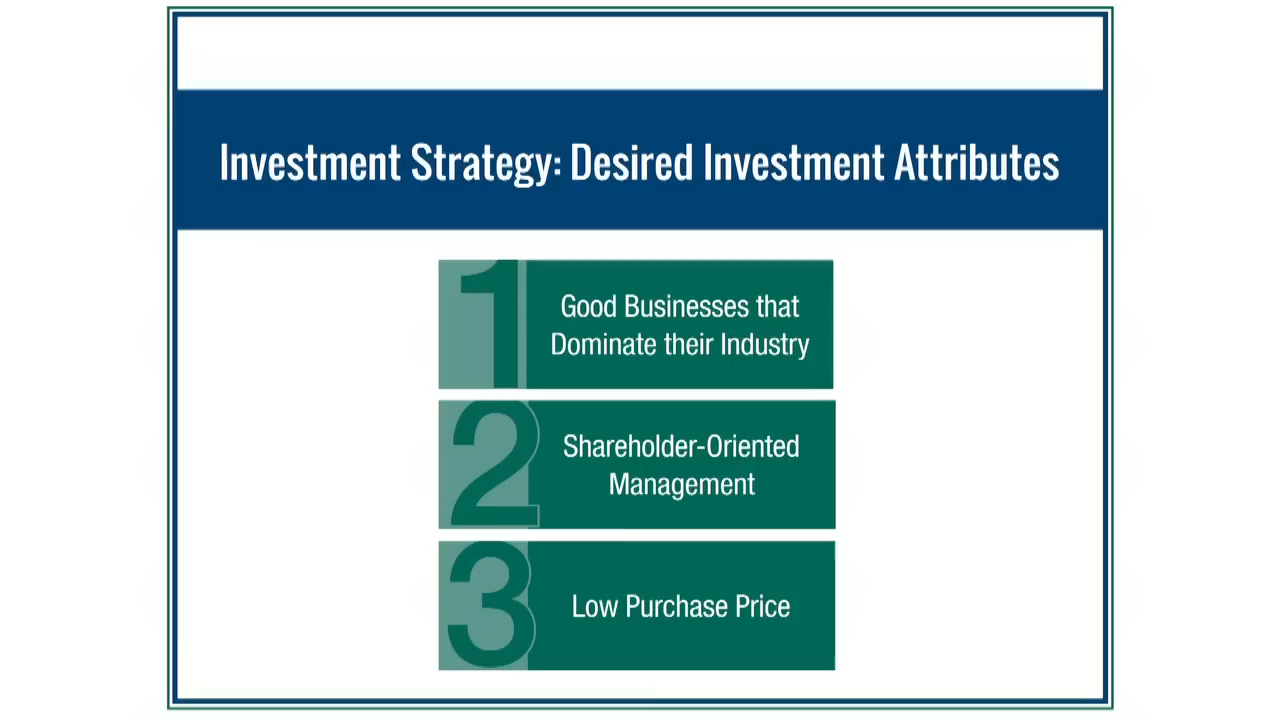 Investment Strategy: Desired Investment Attributes
1
Good Businesses that
Dominate their Industry
2
Shareholder-Oriented
Management
3
Low Purchase Price